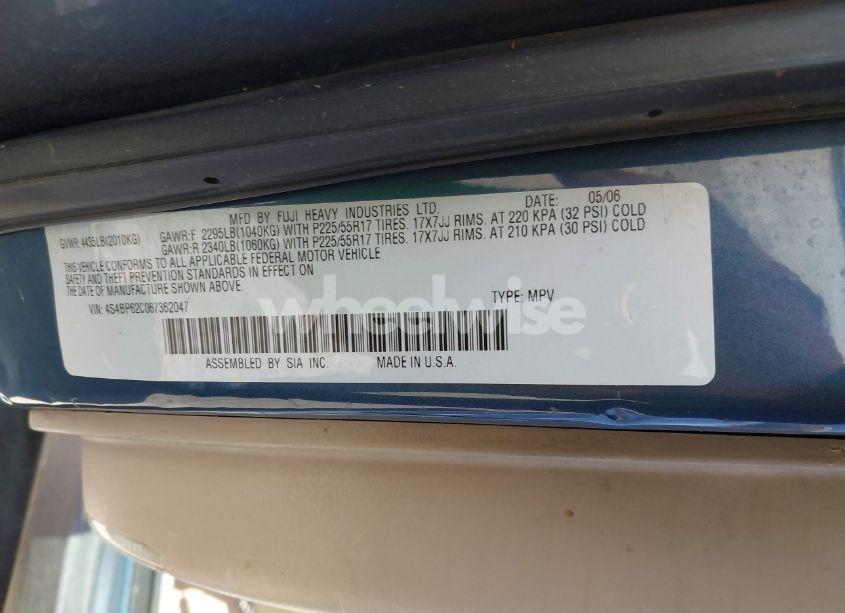 MFD BY FUJI HEAVY INDUSTRIES LTD. DATE: 05/06
GVWR: 4435LB(2010KG) GAWR:F 2295LB(1040KG) WITH P225/55R17 TIRES. 17X7JJ RIMS. AT 220 KPA (32 PSI) COLD
GAWR:R 2340LB(1060KG) WITH P225/55R17 TIRES. 17X7JJ RIMS. AT 210 KPA (30 PSI) COLD
THIS VEHICLE CONFORMS TO ALL APPLICABLE FEDERAL MOTOR VEHICLE
SAFETY AND THEFT PREVENTION STANDARDS IN EFFECT ON
THE DATE OF MANUFACTURE SHOWN ABOVE.
VIN: 4S4BP62C067362047 TYPE: MPV
wheelwise
ASSEMBLED BY SIA INC. MADE IN U.S.A.